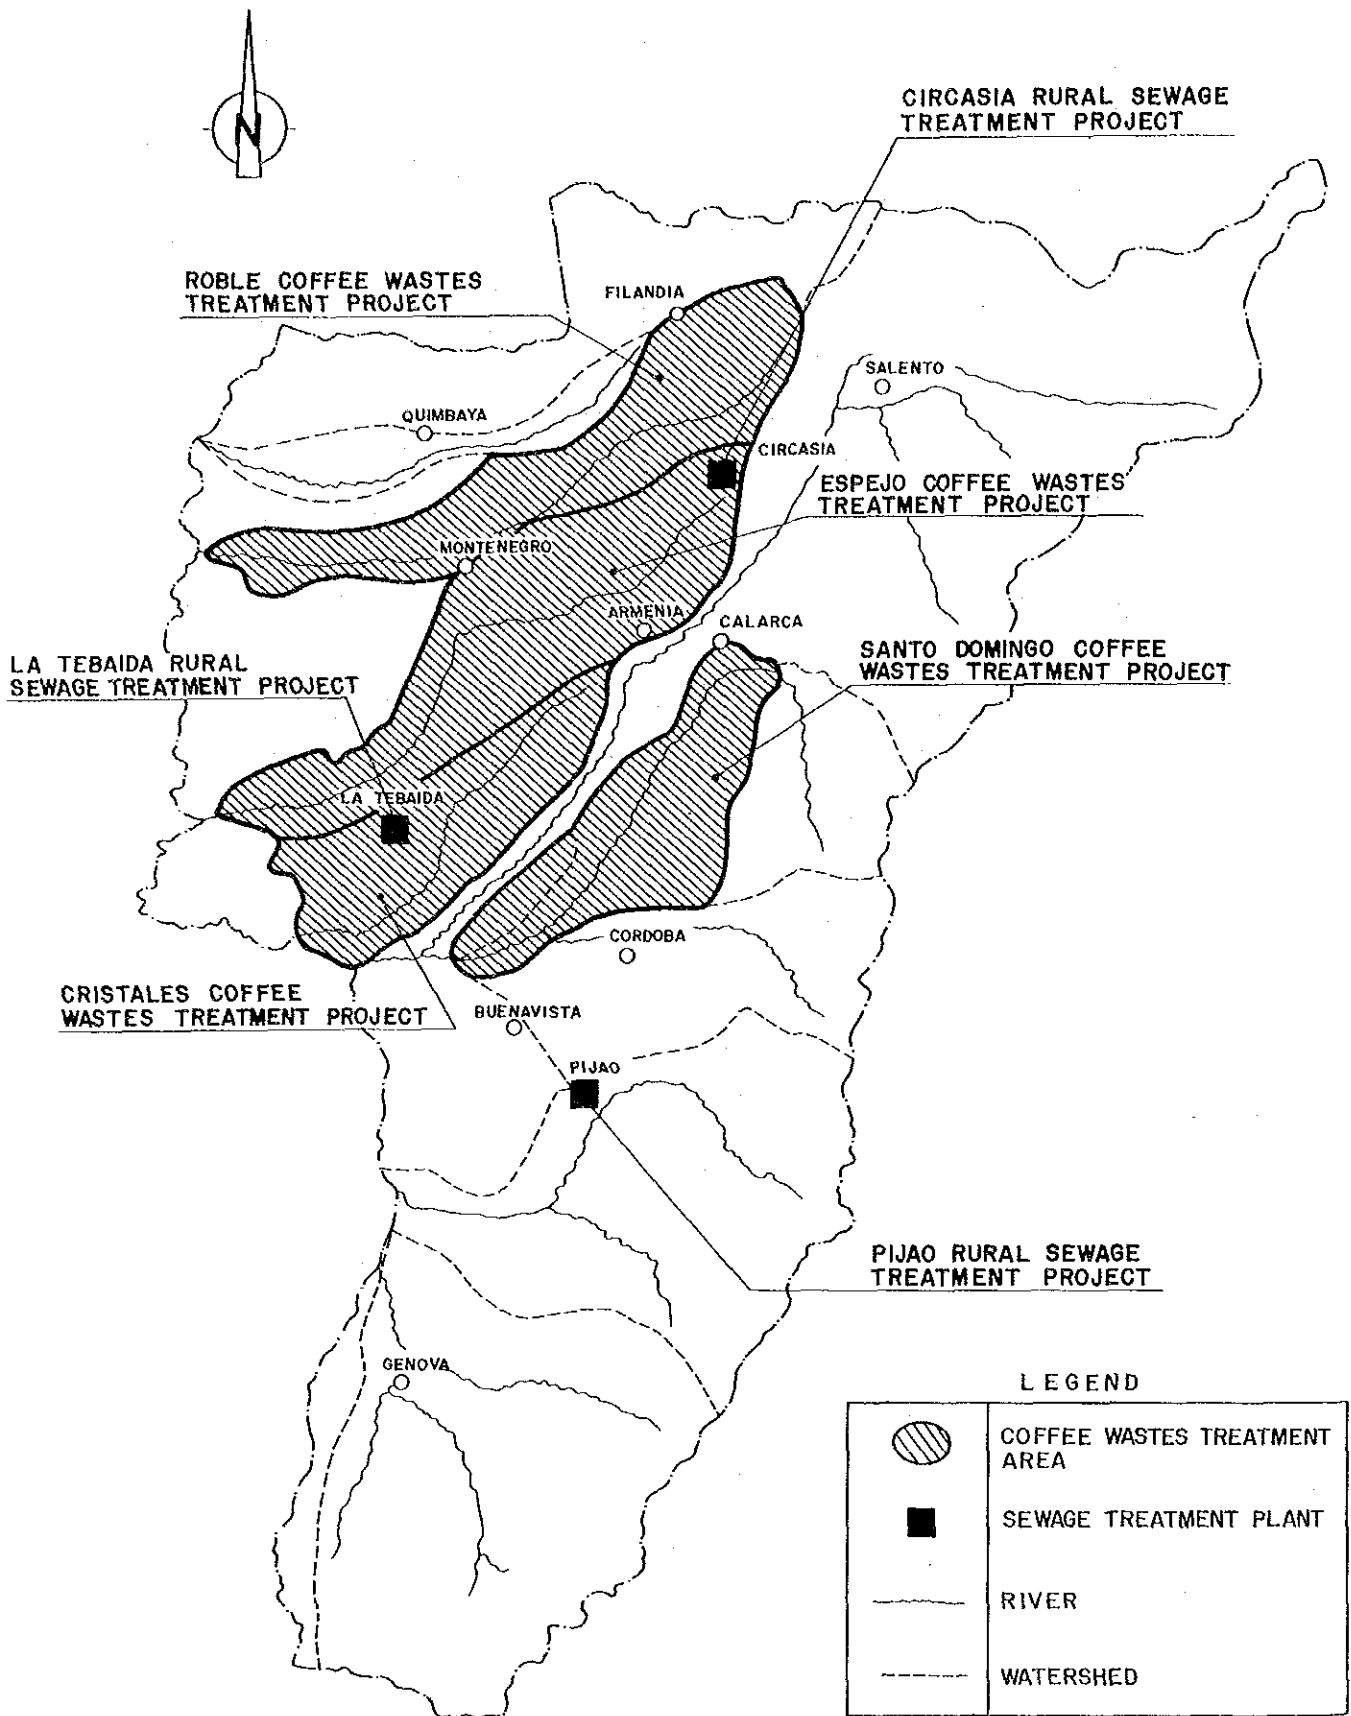 N
CIRCASIA RURAL SEWAGE
TREATMENT PROJECT
ROBLE COFFEE WASTES
TREATMENT PROJECT
FILANDIA
SALENTO
QUIMBAYA
CIRCASIA
ESPEJO COFFEE WASTES
TREATMENT PROJECT
MONTENEGRO
ARMENIA
CALARCA
LA TEBAIDA RURAL
SEWAGE TREATMENT PROJECT
SANTO DOMINGO COFFEE
WASTES TREATMENT PROJECT
LA TEBAIDA
CORDOBA
CRISTALES COFFEE
WASTES TREATMENT PROJECT
BUENAVISTA
PIJAO
PIJAO RURAL SEWAGE
TREATMENT PROJECT
GENOVA
LEGEND
COFFEE WASTES TREATMENT
AREA
SEWAGE TREATMENT PLANT
RIVER
WATERSHED